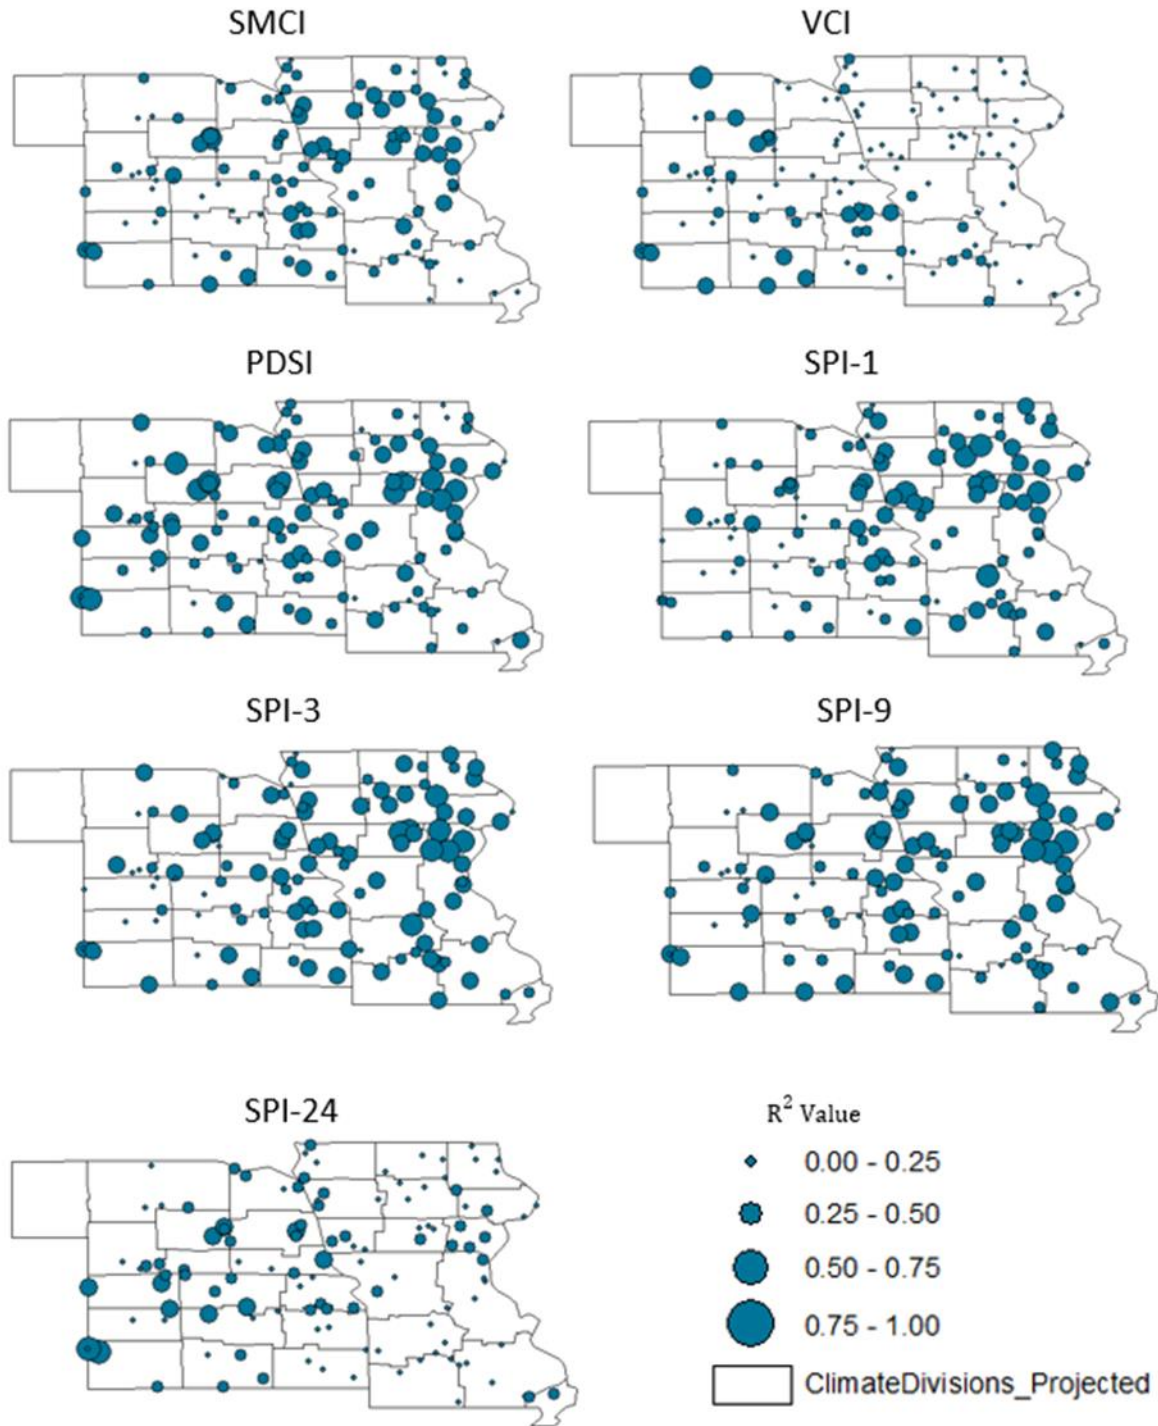 SMCI VCI
PDSI SPI-1
SPI-3 SPI-9
SPI-24
R² Value
0.00 - 0.25
0.25 - 0.50
0.50 - 0.75
0.75 - 1.00
ClimateDivisions_Projected